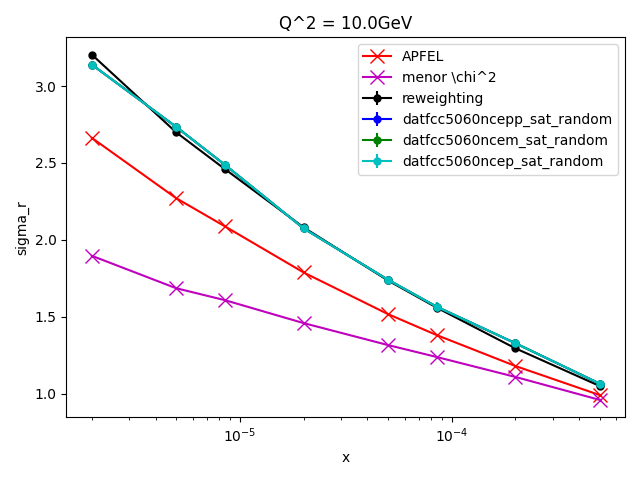 Q^2 = 10.0GeV
APFEL
menor \chi^2
reweighting
datfcc5060ncepp_sat_random
datfcc5060ncem_sat_random
datfcc5060ncep_sat_random
sigma_r
3.0
2.5
2.0
1.5
1.0
10⁻⁵
10⁻⁴
x